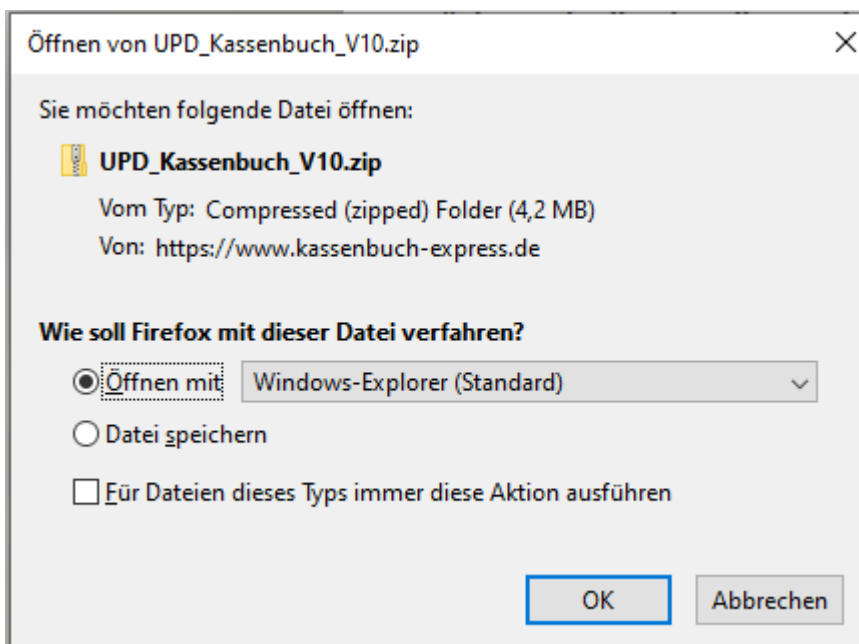 Öffnen von UPD_Kassenbuch_V10.zip
Sie möchten folgende Datei öffnen:
UPD_Kassenbuch_V10.zip
Vom Typ: Compressed (zipped) Folder (4,2 MB)
Von: https://www.kassenbuch-express.de
Wie soll Firefox mit dieser Datei verfahren?
Öffnen mit Windows-Explorer (Standard)
Datei speichern
Für Dateien dieses Typs immer diese Aktion ausführen
OK Abbrechen